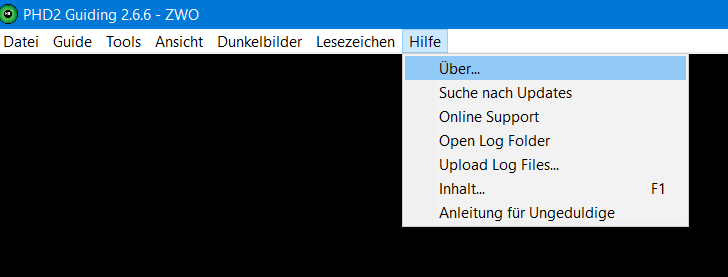 PHD2 Guiding 2.6.6 - ZWO
Datei Guide Tools Ansicht Dunkelbilder Lesezeichen Hilfe
Über...
Suche nach Updates
Online Support
Open Log Folder
Upload Log Files...
Inhalt... F1
Anleitung für Ungeduldige